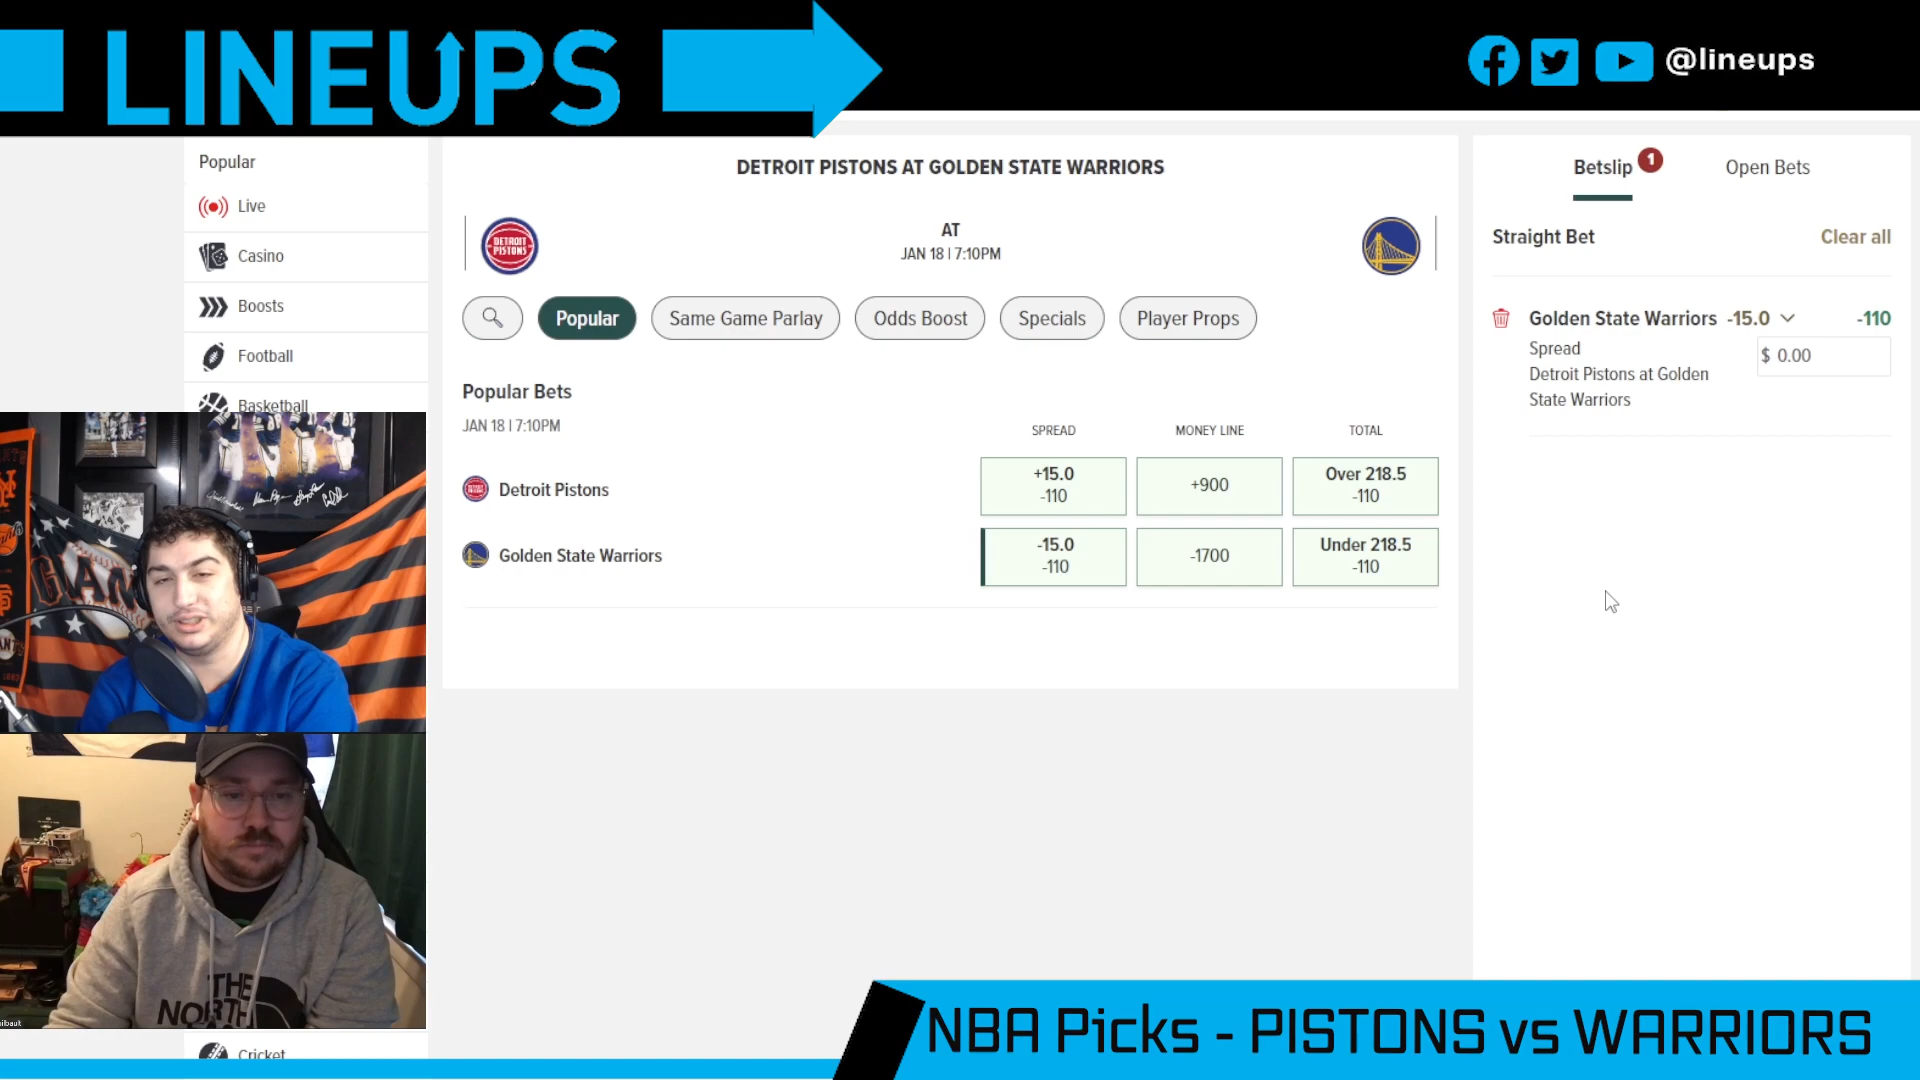 LINEUPS
@lineups
Popular
Live
Casino
Boosts
Football
Basketball
Cricket
DETROIT PISTONS AT GOLDEN STATE WARRIORS
DETROIT
PISTONS
AT
JAN 18 | 7:10PM
Popular
Same Game Parlay
Odds Boost
Specials
Player Props
Popular Bets
JAN 18 | 7:10PM
SPREAD
MONEY LINE
TOTAL
Detroit Pistons
+15.0
-110
+900
Over 218.5
-110
Golden State Warriors
-15.0
-110
-1700
Under 218.5
-110
Betslip
1
Open Bets
Straight Bet
Clear all
Golden State Warriors -15.0
-110
Spread
$ 0.00
Detroit Pistons at Golden
State Warriors
THE
NORTH
NBA Picks - PISTONS vs WARRIORS